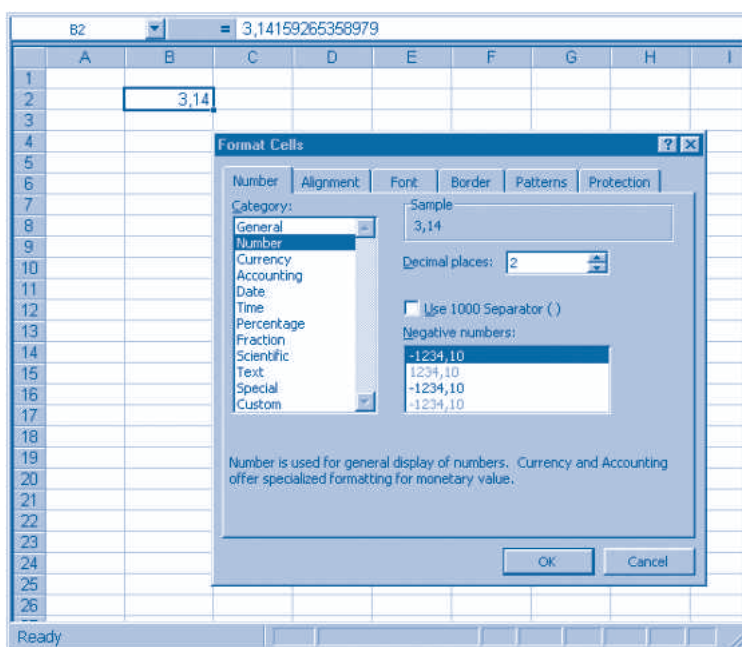 B2 = 3,14159265358979
A B C D E F G H I
1
2 3,14
3
4
5
6
7
8
9
10
11
12
13
14
15
16
17
18
19
20
21
22
23
24
25
26
Format Cells
Number Alignment Font Border Patterns Protection
Category:
General
Number
Currency
Accounting
Date
Time
Percentage
Fraction
Scientific
Text
Special
Custom
Sample
3,14
Decimal places: 2
Use 1000 Separator ( )
Negative numbers:
-1234,10
1234,10
-1234,10
-1234,10
Number is used for general display of numbers. Currency and Accounting
offer specialized formatting for monetary value.
OK Cancel
Ready